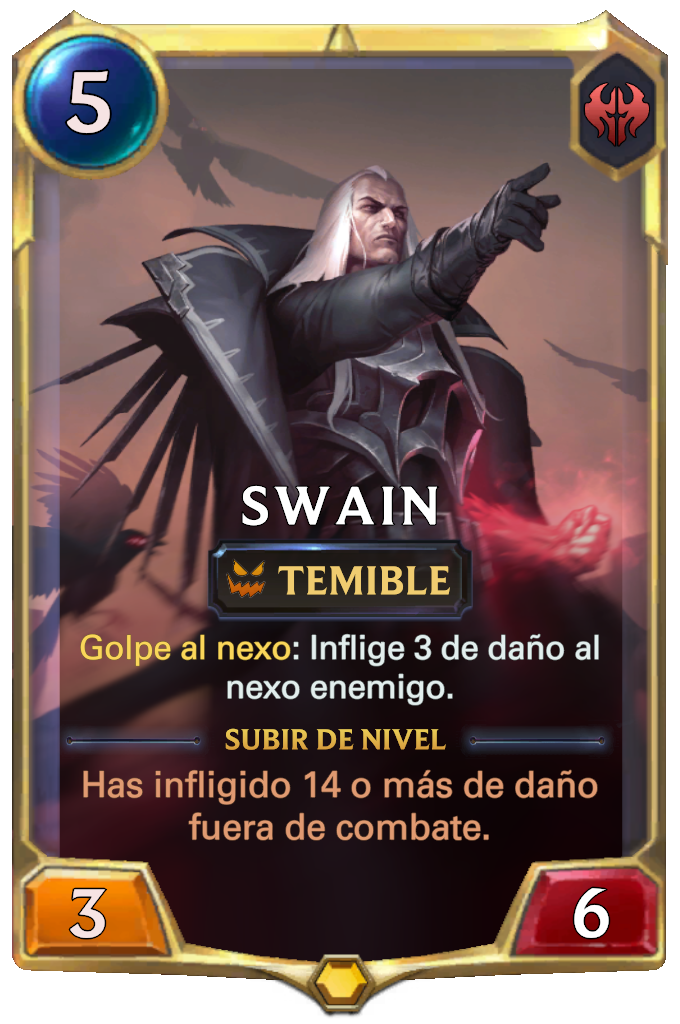 5
SWAIN
TEMIBLE
Golpe al nexo: Inflige 3 de daño al
nexo enemigo.
SUBIR DE NIVEL
Has infligido 14 o más de daño
fuera de combate.
3
6